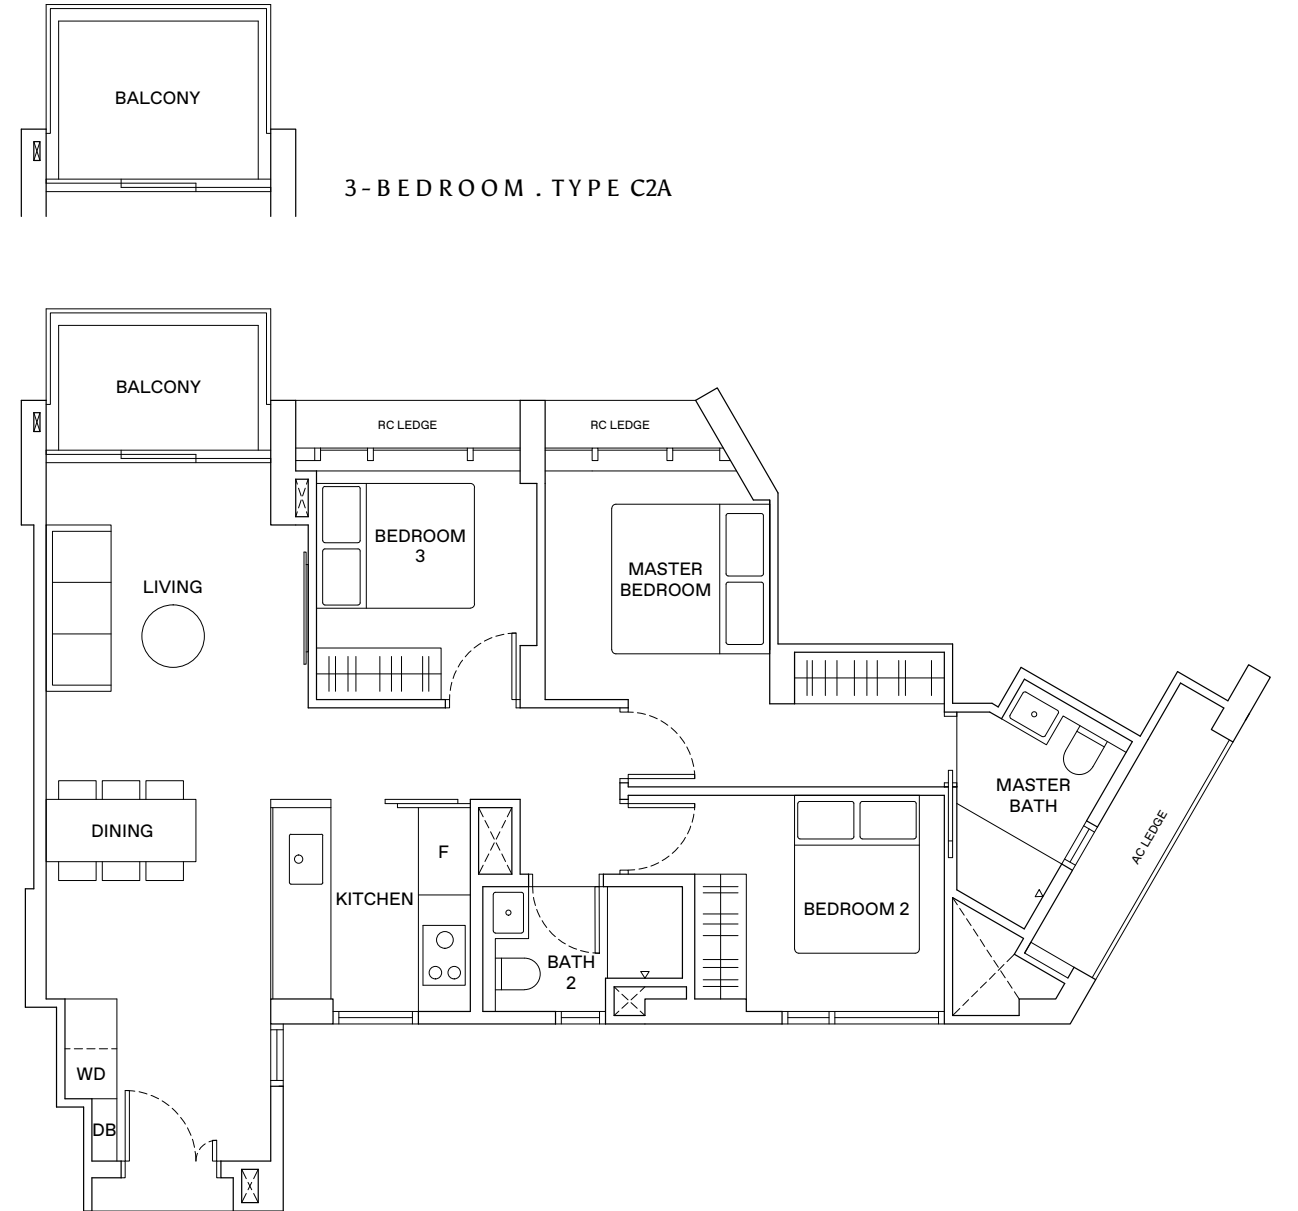 BALCONY
3-BEDROOM . TYPE C2A
BALCONY
RC LEDGE
RC LEDGE
BEDROOM
3
MASTER
BEDROOM
LIVING
MASTER
BATH
AC LEDGE
DINING
F
KITCHEN
BEDROOM 2
BATH
2
WD
DB